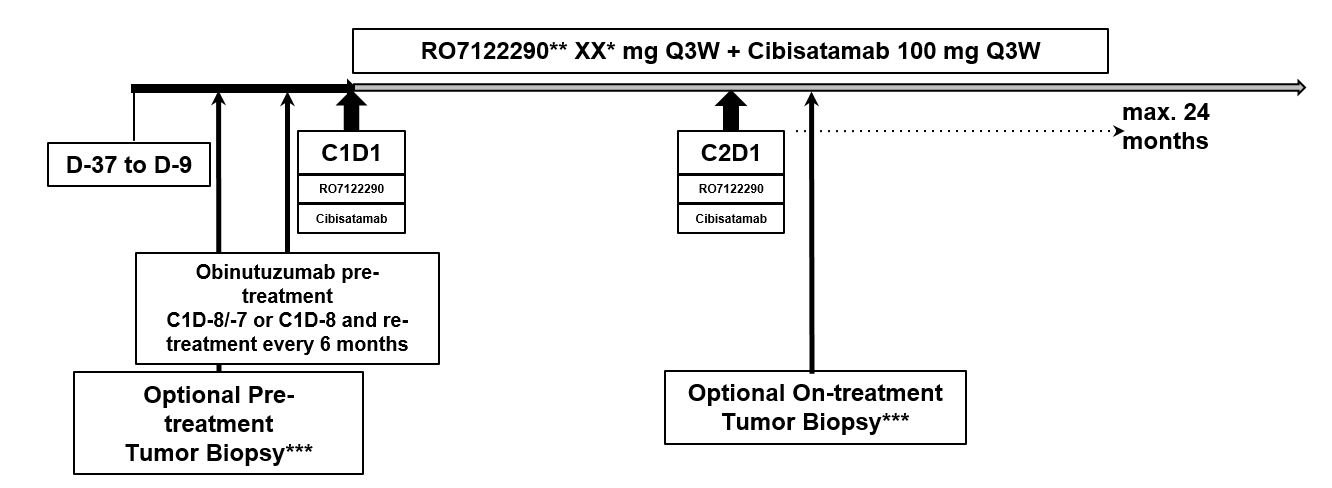 RO7122290** XX* mg Q3W + Cibisatamab 100 mg Q3W
max. 24
months
D-37 to D-9
C1D1
RO7122290
Cibisatamab
C2D1
RO7122290
Cibisatamab
Obinutuzumab pre-
treatment
C1D-8/-7 or C1D-8 and re-
treatment every 6 months
Optional Pre-
treatment
Tumor Biopsy***
Optional On-treatment
Tumor Biopsy***